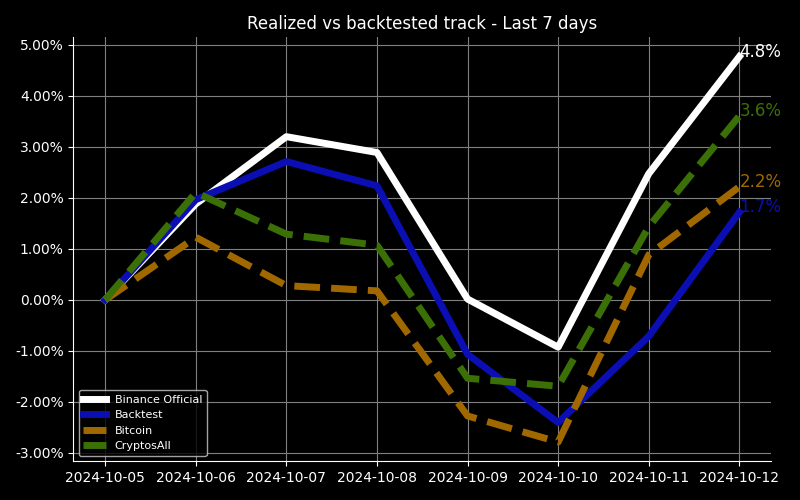 Realized vs backtested track - Last 7 days
5.00%
4.00%
3.00%
2.00%
1.00%
0.00%
-1.00%
-2.00%
-3.00%
4.8%
3.6%
2.2%
1.7%
Binance Official
Backtest
Bitcoin
CryptosAll
2024-10-05 2024-10-06 2024-10-07 2024-10-08 2024-10-09 2024-10-10 2024-10-11 2024-10-12